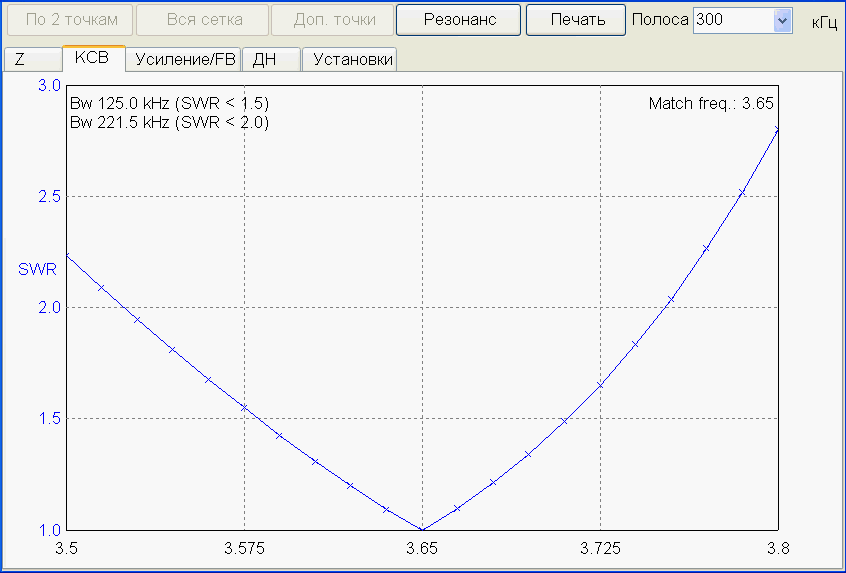 По 2 точкам Вся сетка Доп. точки Резонанс Печать Полоса 300 кГц
Z КСВ Усиление/FB ДН Установки
3.0
Bw 125.0 kHz (SWR < 1.5) Match freq.: 3.65
Bw 221.5 kHz (SWR < 2.0)
2.5
SWR
2.0
1.5
1.0
3.5 3.575 3.65 3.725 3.8